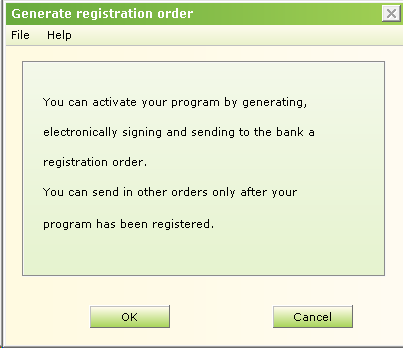 Generate registration order
File Help
You can activate your program by generating,
electronically signing and sending to the bank a
registration order.
You can send in other orders only after your
program has been registered.
OK Cancel